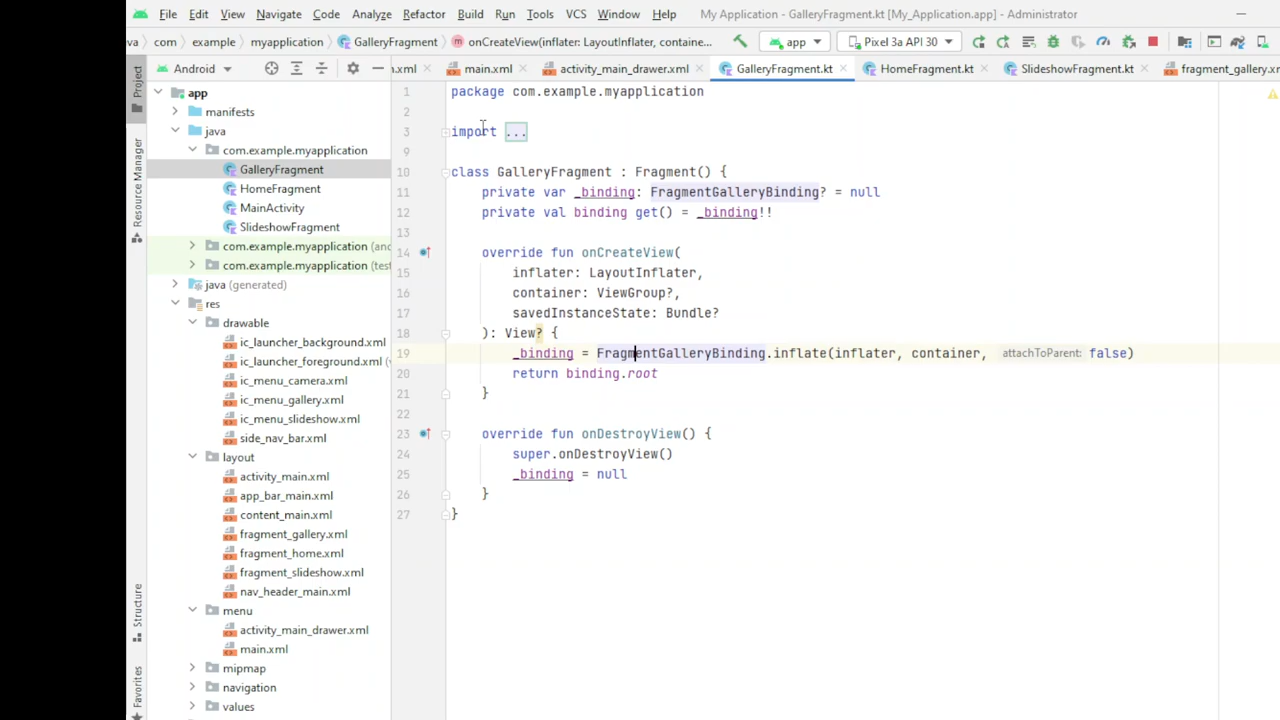 File Edit View Navigate Code Analyze Refactor Build Run Tools VCS Window Help My Application - GalleryFragment.kt [My_Application.app] - Administrator
va com example myapplication GalleryFragment onCreateView(inflater: LayoutInflater, containe... app Pixel 3a API 30
Android n.xml main.xml activity_main_drawer.xml GalleryFragment.kt HomeFragment.kt SlideshowFragment.kt fragment_gallery.xm
Project
Resource Manager
Structure
Favorites
app
manifests
java
com.example.myapplication
GalleryFragment
HomeFragment
MainActivity
SlideshowFragment
com.example.myapplication (and
com.example.myapplication (test
java (generated)
res
drawable
ic_launcher_background.xml
ic_launcher_foreground.xml
ic_menu_camera.xml
ic_menu_gallery.xml
ic_menu_slideshow.xml
side_nav_bar.xml
layout
activity_main.xml
app_bar_main.xml
content_main.xml
fragment_gallery.xml
fragment_home.xml
fragment_slideshow.xml
nav_header_main.xml
menu
activity_main_drawer.xml
main.xml
mipmap
navigation
values
1 package com.example.myapplication
2
3 import ...
9
10 class GalleryFragment : Fragment() {
11 private var _binding: FragmentGalleryBinding? = null
12 private val binding get() = _binding!!
13
14 override fun onCreateView(
15 inflater: LayoutInflater,
16 container: ViewGroup?,
17 savedInstanceState: Bundle?
18 ): View? {
19 _binding = FragmentGalleryBinding.inflate(inflater, container, attachToParent: false)
20 return binding.root
21 }
22
23 override fun onDestroyView() {
24 super.onDestroyView()
25 _binding = null
26 }
27 }